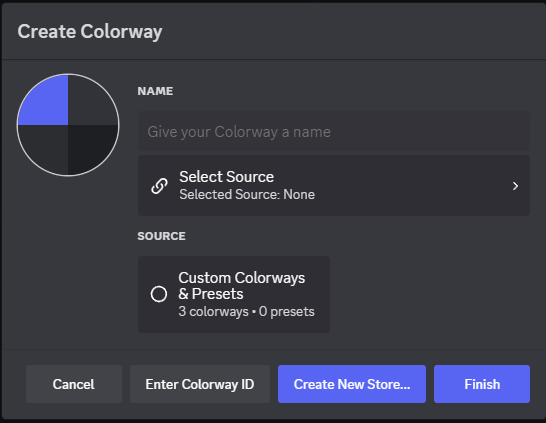 Create Colorway
NAME
Give your Colorway a name
Select Source
Selected Source: None
SOURCE
Custom Colorways
& Presets
3 colorways • 0 presets
Cancel
Enter Colorway ID
Create New Store...
Finish